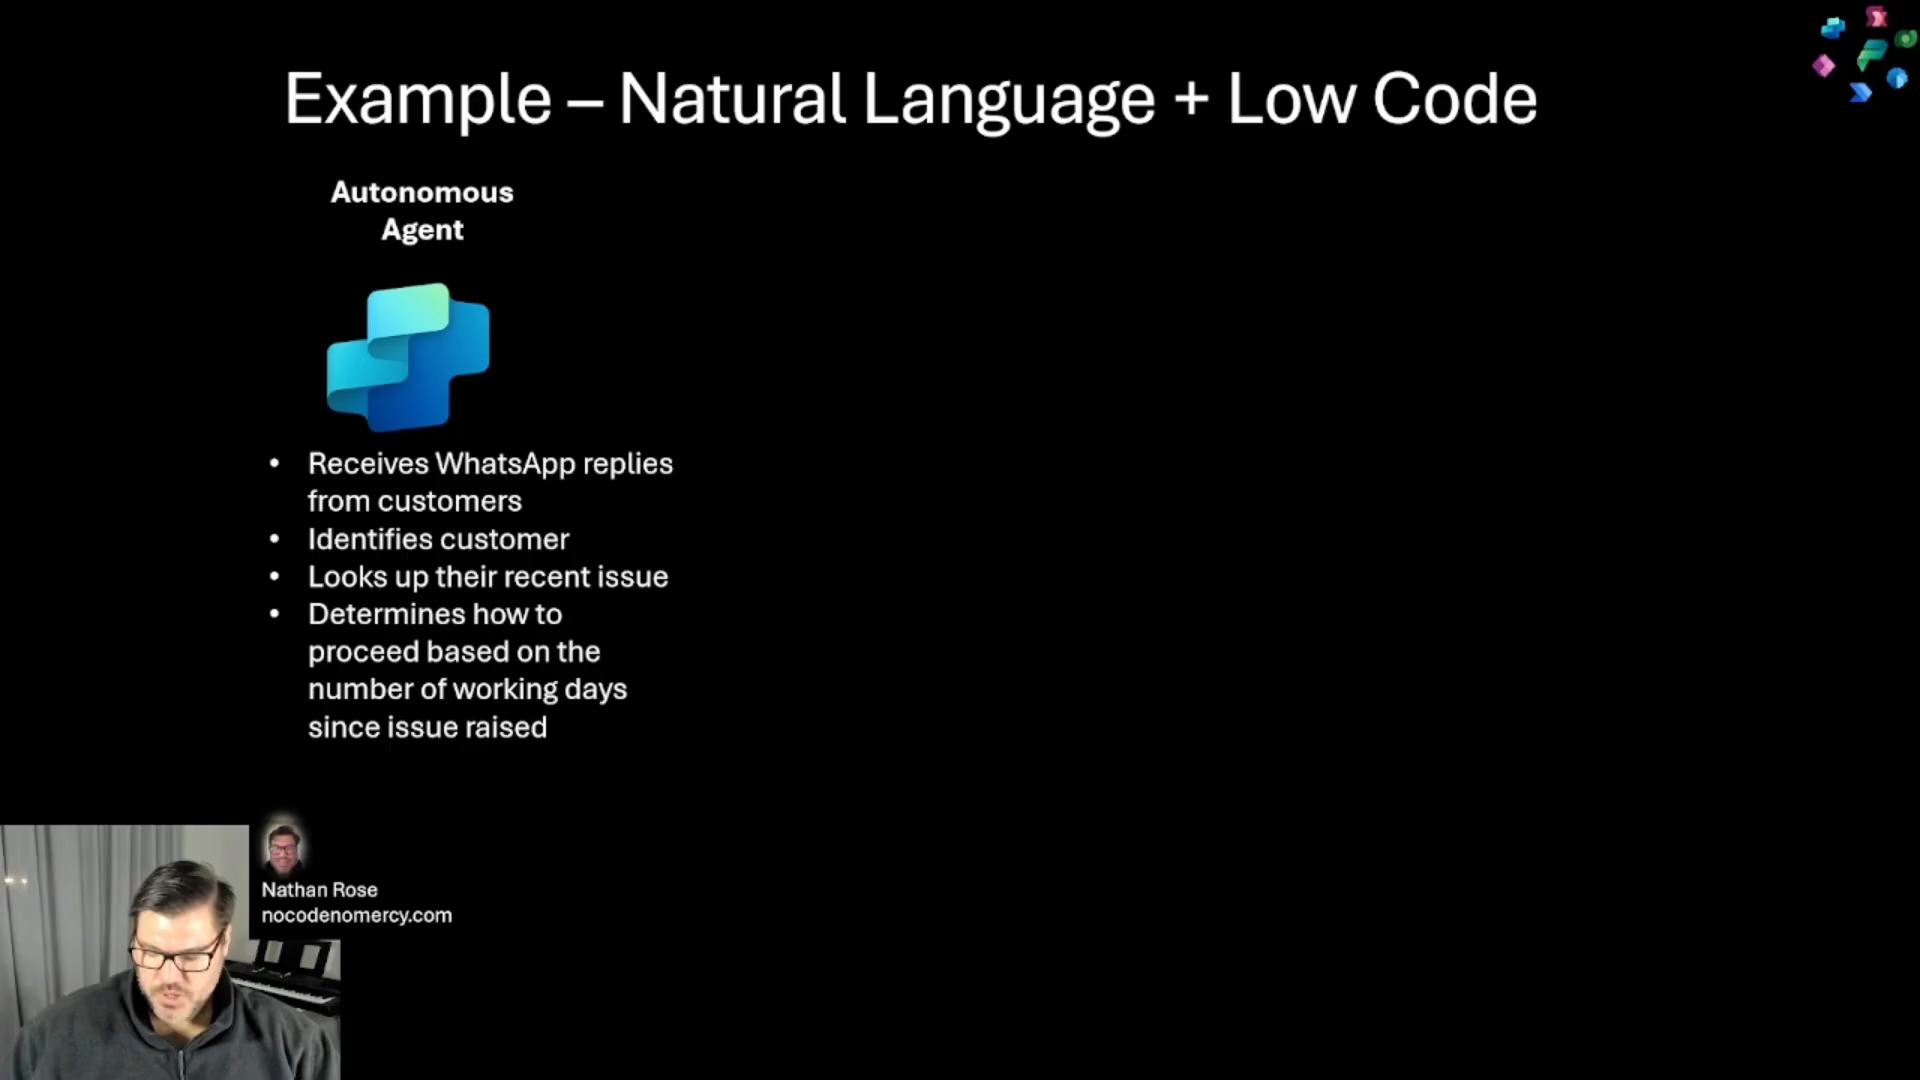 Example – Natural Language + Low Code
Autonomous
Agent
• Receives WhatsApp replies
from customers
• Identifies customer
• Looks up their recent issue
• Determines how to
proceed based on the
number of working days
since issue raised
Nathan Rose
nocodenomercy.com